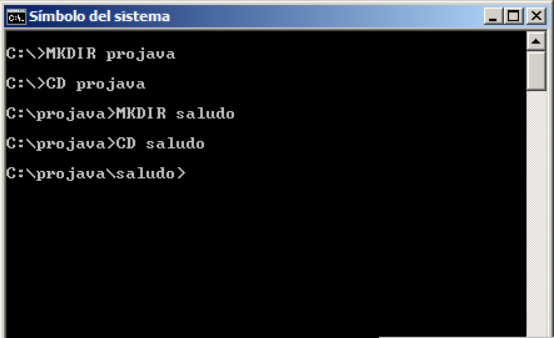 Símbolo del sistema
C:\>MKDIR projava
C:\>CD projava
C:\projava>MKDIR saludo
C:\projava>CD saludo
C:\projava\saludo>